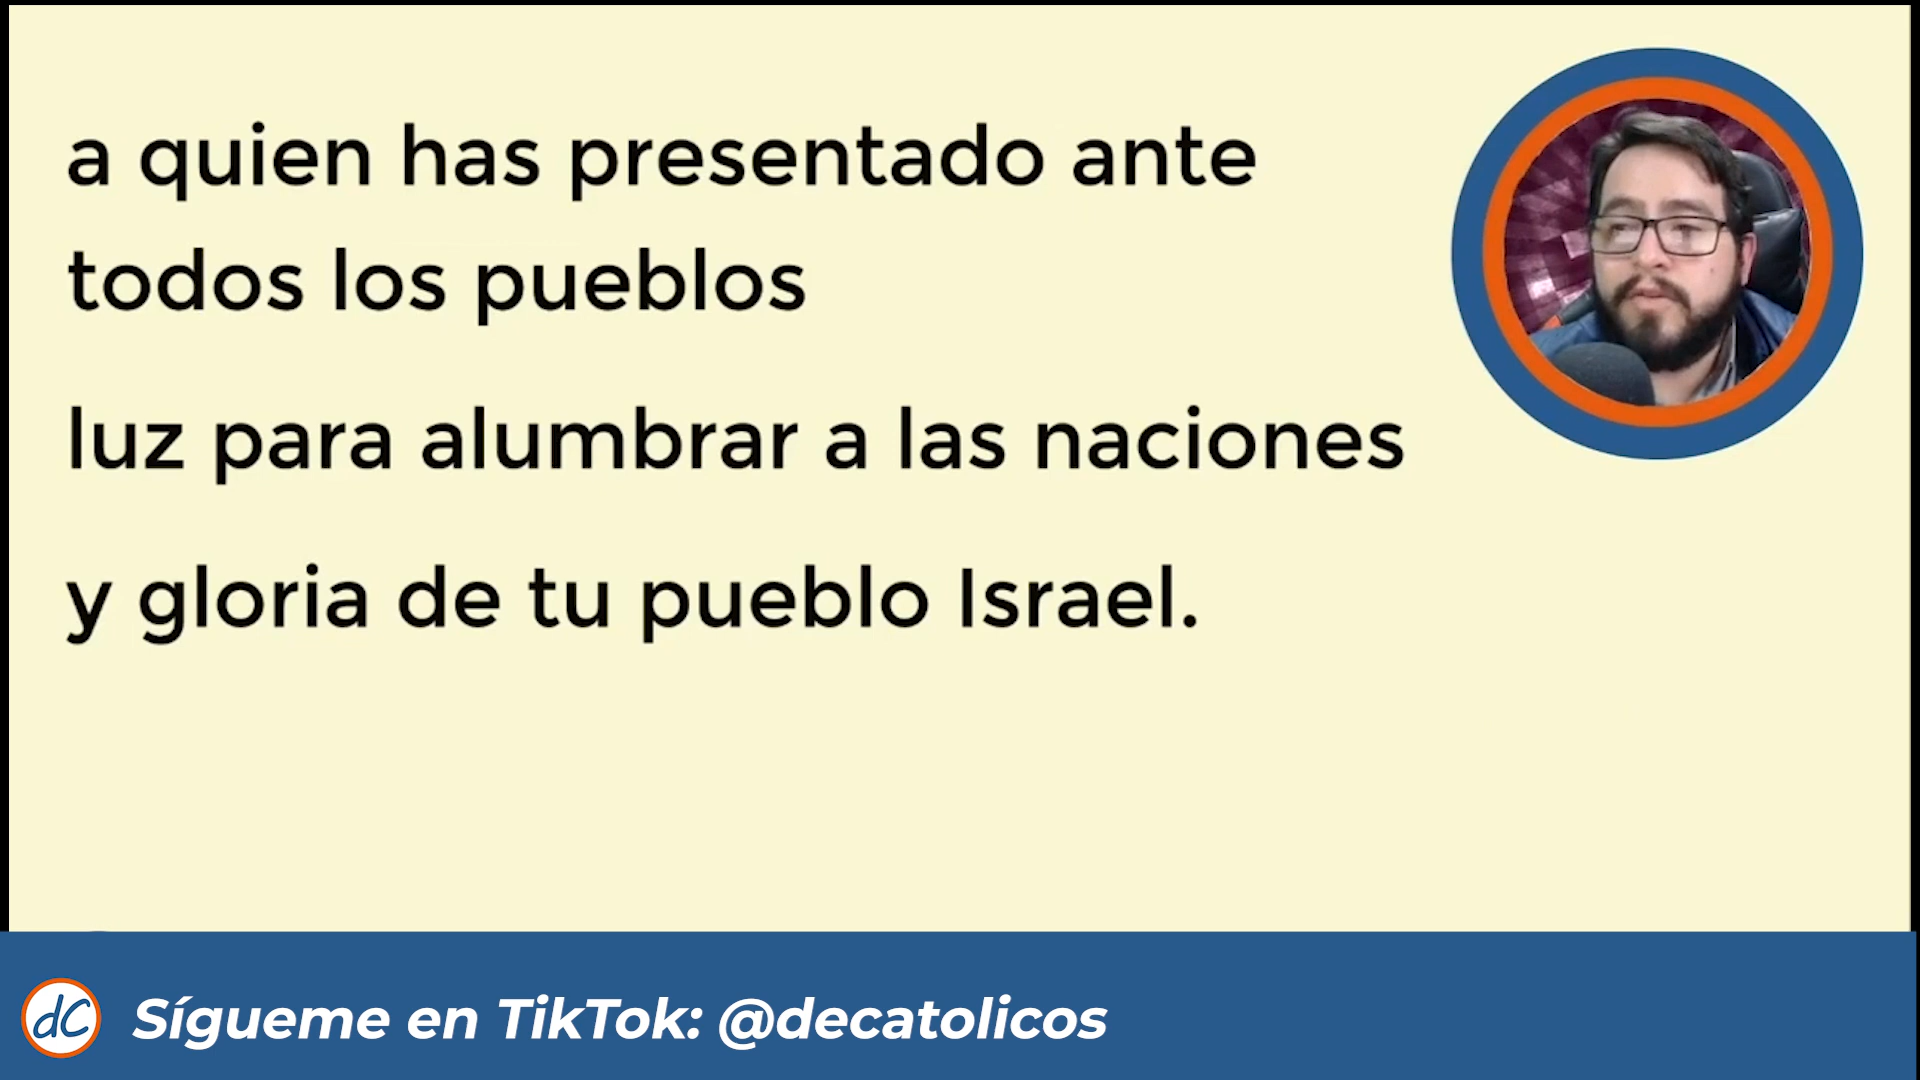 a quien has presentado ante
todos los pueblos
luz para alumbrar a las naciones
y gloria de tu pueblo Israel.
dC Sígueme en TikTok: @decatolicos